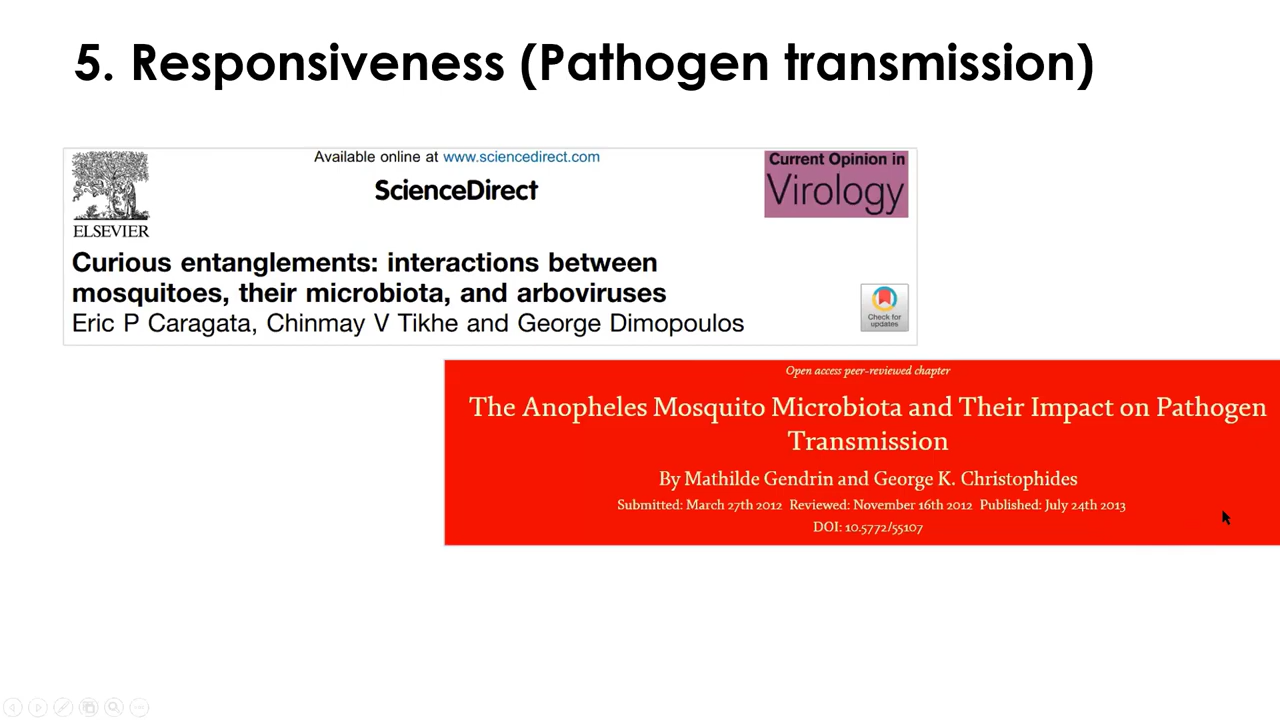 5. Responsiveness (Pathogen transmission)
Available online at www.sciencedirect.com
ScienceDirect
ELSEVIER
Current Opinion in
Virology
Curious entanglements: interactions between
mosquitoes, their microbiota, and arboviruses
Eric P Caragata, Chinmay V Tikhe and George Dimopoulos
Check for
updates
Open access peer-reviewed chapter
The Anopheles Mosquito Microbiota and Their Impact on Pathogen
Transmission
By Mathilde Gendrin and George K. Christophides
Submitted: March 27th 2012 Reviewed: November 16th 2012 Published: July 24th 2013
DOI: 10.5772/55107